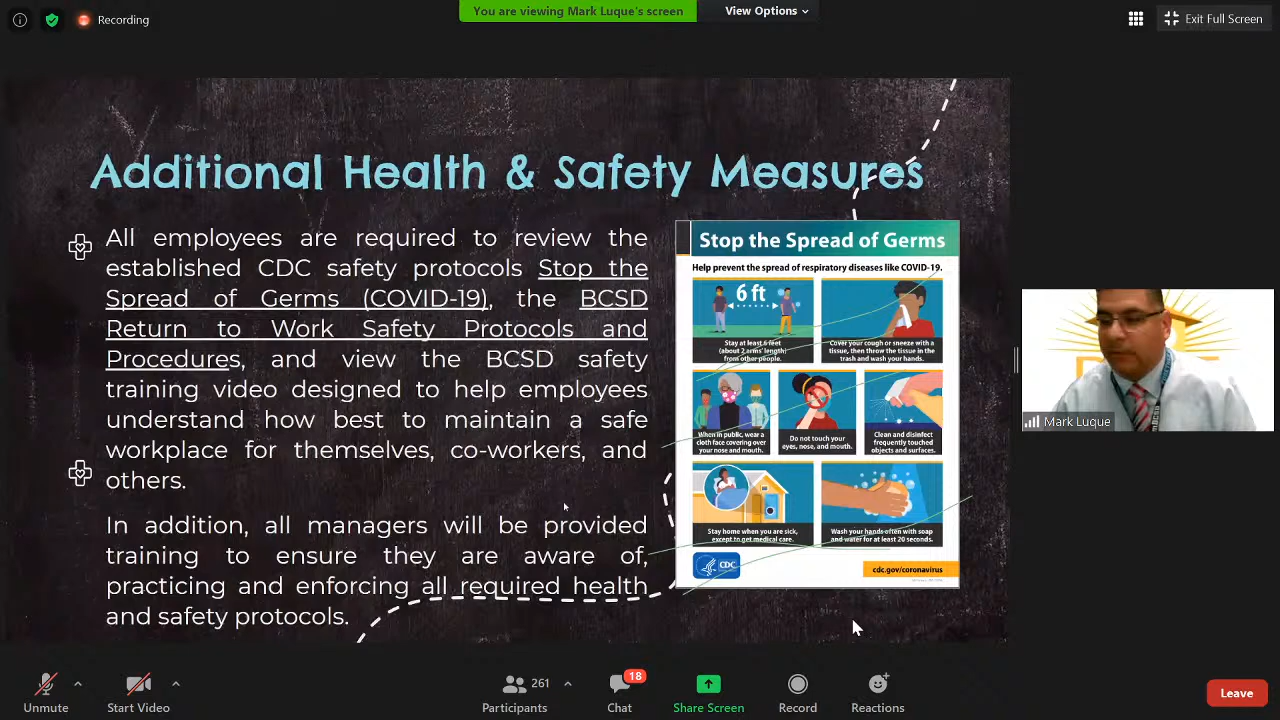 Recording
You are viewing Mark Luque's screen
View Options
Exit Full Screen
Additional Health & Safety Measures
All employees are required to review the
established CDC safety protocols Stop the
Spread of Germs (COVID-19), the BCSD
Return to Work Safety Protocols and
Procedures, and view the BCSD safety
training video designed to help employees
understand how best to maintain a safe
workplace for themselves, co-workers, and
others.
In addition, all managers will be provided
training to ensure they are aware of,
practicing and enforcing all required health
and safety protocols.
Stop the Spread of Germs
Help prevent the spread of respiratory diseases like COVID-19.
6 ft
Stay at least 6 feet
(about 2 arms' length)
from other people.
Cover your cough or sneeze with a
tissue, then throw the tissue in the
trash and wash your hands.
When in public, wear a
cloth face covering over
your nose and mouth.
Do not touch your
eyes, nose, and mouth.
Clean and disinfect
frequently touched
objects and surfaces.
Stay home when you are sick,
except to get medical care.
Wash your hands often with soap
and water for at least 20 seconds.
CDC
cdc.gov/coronavirus
Mark Luque
Unmute
Start Video
261
Participants
18
Chat
Share Screen
Record
Reactions
Leave